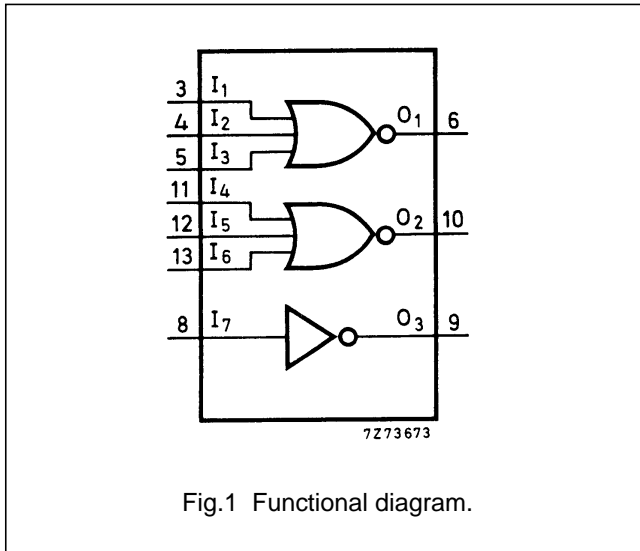 3 I1
4 I2 O1 6
5 I3
11 I4
12 I5 O2 10
13 I6
8 I7 O3 9
7Z73673
Fig.1 Functional diagram.